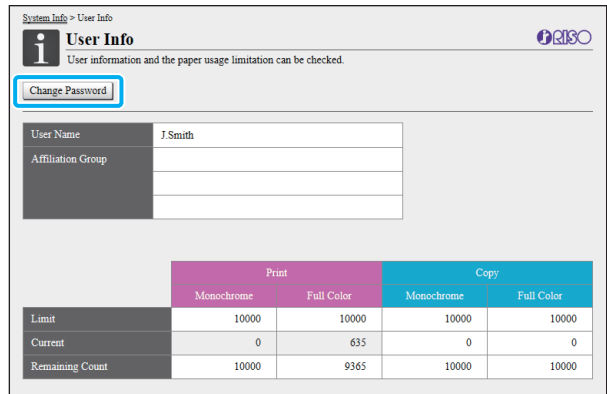 System Info > User Info
User Info
RISO
User information and the paper usage limitation can be checked.
Change Password
User Name J.Smith
Affiliation Group
Print Copy
Monochrome Full Color Monochrome Full Color
Limit 10000 10000 10000 10000
Current 0 635 0 0
Remaining Count 10000 9365 10000 10000